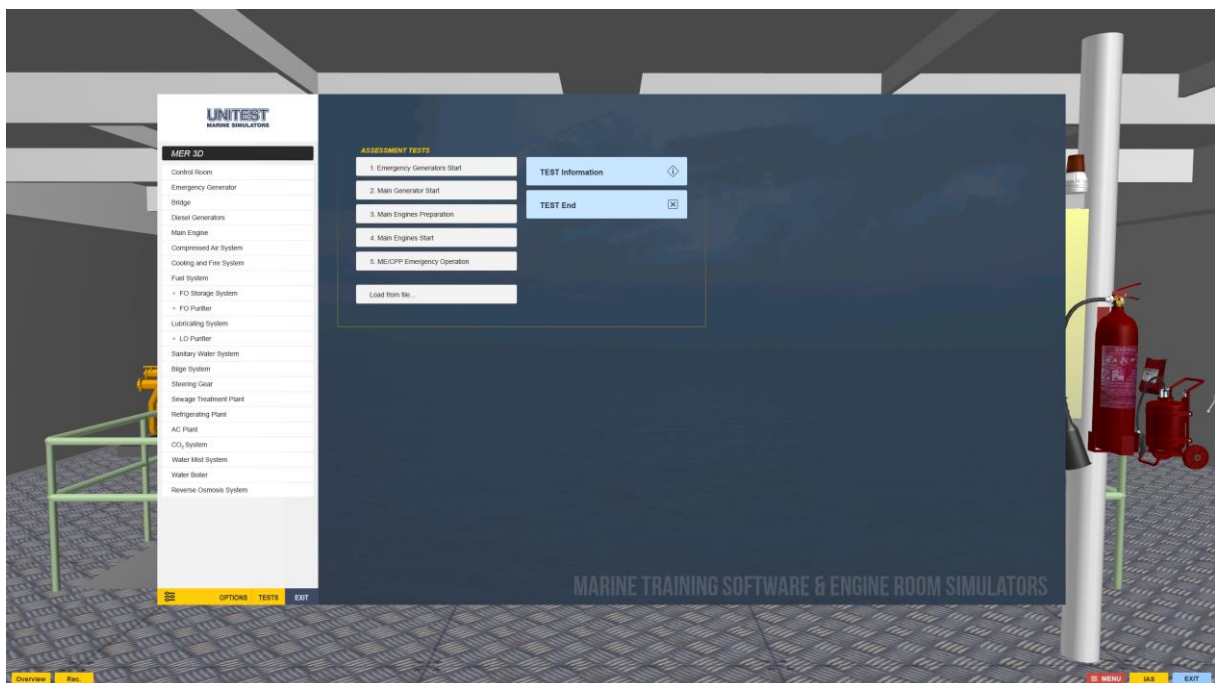 UNITEST
MARINE SIMULATORS
MER 3D
Control Room
Emergency Generator
Bridge
Diesel Generators
Main Engine
Compressed Air System
Cooling and Fire System
Fuel System
FO Storage System
FO Purifier
Lubricating System
LO Purifier
Sanitary Water System
Bilge System
Steering Gear
Sewage Treatment Plant
Refrigerating Plant
AC Plant
CO₂ System
Water Mist System
Water Boiler
Reverse Osmosis System
OPTIONS TESTS EXIT
ASSESSMENT TESTS
1. Emergency Generators Start
2. Main Generator Start
3. Main Engines Preparation
4. Main Engines Start
5. ME/CPP Emergency Operation
Load from file...
TEST Information
TEST End
MARINE TRAINING SOFTWARE & ENGINE ROOM SIMULATORS
Overview Rec.
MENU IAS EXIT